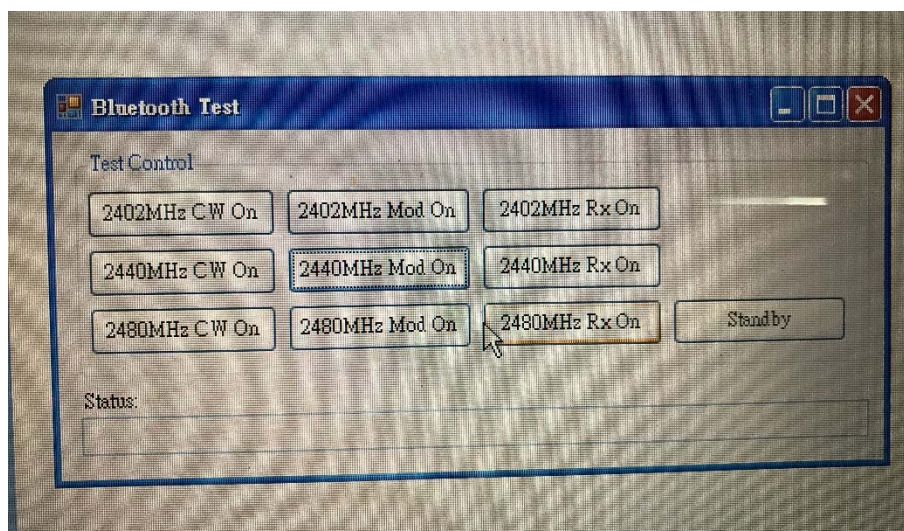 Bluetooth Test
Test Control
2402MHz CW On 2402MHz Mod On 2402MHz Rx On
2440MHz CW On 2440MHz Mod On 2440MHz Rx On
2480MHz CW On 2480MHz Mod On 2480MHz Rx On Standby
Status: